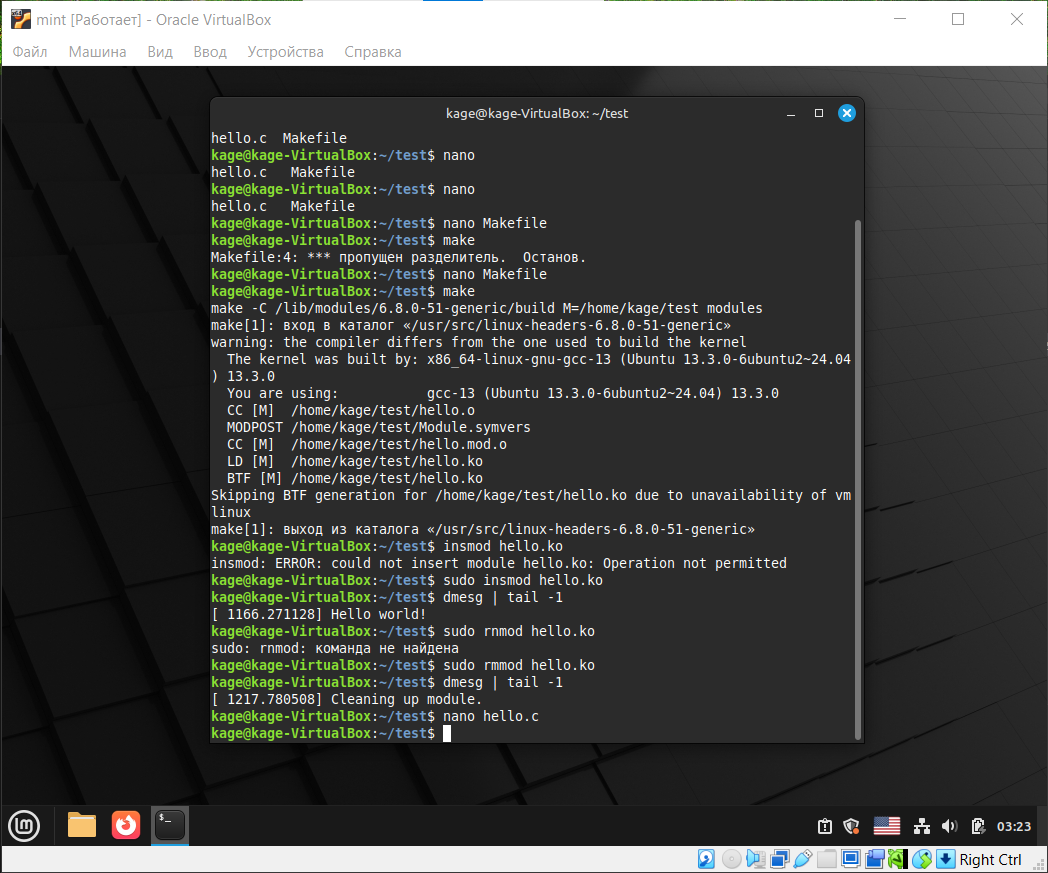 mint [Работает] - Oracle VirtualBox
Файл Машина Вид Ввод Устройства Справка
kage@kage-VirtualBox: ~/test
hello.c  Makefile
kage@kage-VirtualBox:~/test$ nano
hello.c   Makefile
kage@kage-VirtualBox:~/test$ nano
hello.c   Makefile
kage@kage-VirtualBox:~/test$ nano Makefile
kage@kage-VirtualBox:~/test$ make
Makefile:4: *** пропущен разделитель.  Останов.
kage@kage-VirtualBox:~/test$ nano Makefile
kage@kage-VirtualBox:~/test$ make
make -C /lib/modules/6.8.0-51-generic/build M=/home/kage/test modules
make[1]: вход в каталог «/usr/src/linux-headers-6.8.0-51-generic»
warning: the compiler differs from the one used to build the kernel
  The kernel was built by: x86_64-linux-gnu-gcc-13 (Ubuntu 13.3.0-6ubuntu2~24.04
) 13.3.0
  You are using:           gcc-13 (Ubuntu 13.3.0-6ubuntu2~24.04) 13.3.0
  CC [M]  /home/kage/test/hello.o
  MODPOST /home/kage/test/Module.symvers
  CC [M]  /home/kage/test/hello.mod.o
  LD [M]  /home/kage/test/hello.ko
  BTF [M] /home/kage/test/hello.ko
Skipping BTF generation for /home/kage/test/hello.ko due to unavailability of vm
linux
make[1]: выход из каталога «/usr/src/linux-headers-6.8.0-51-generic»
kage@kage-VirtualBox:~/test$ insmod hello.ko
insmod: ERROR: could not insert module hello.ko: Operation not permitted
kage@kage-VirtualBox:~/test$ sudo insmod hello.ko
kage@kage-VirtualBox:~/test$ dmesg | tail -1
[ 1166.271128] Hello world!
kage@kage-VirtualBox:~/test$ sudo rnmod hello.ko
sudo: rnmod: команда не найдена
kage@kage-VirtualBox:~/test$ sudo rmmod hello.ko
kage@kage-VirtualBox:~/test$ dmesg | tail -1
[ 1217.780508] Cleaning up module.
kage@kage-VirtualBox:~/test$ nano hello.c
kage@kage-VirtualBox:~/test$
03:23
Right Ctrl